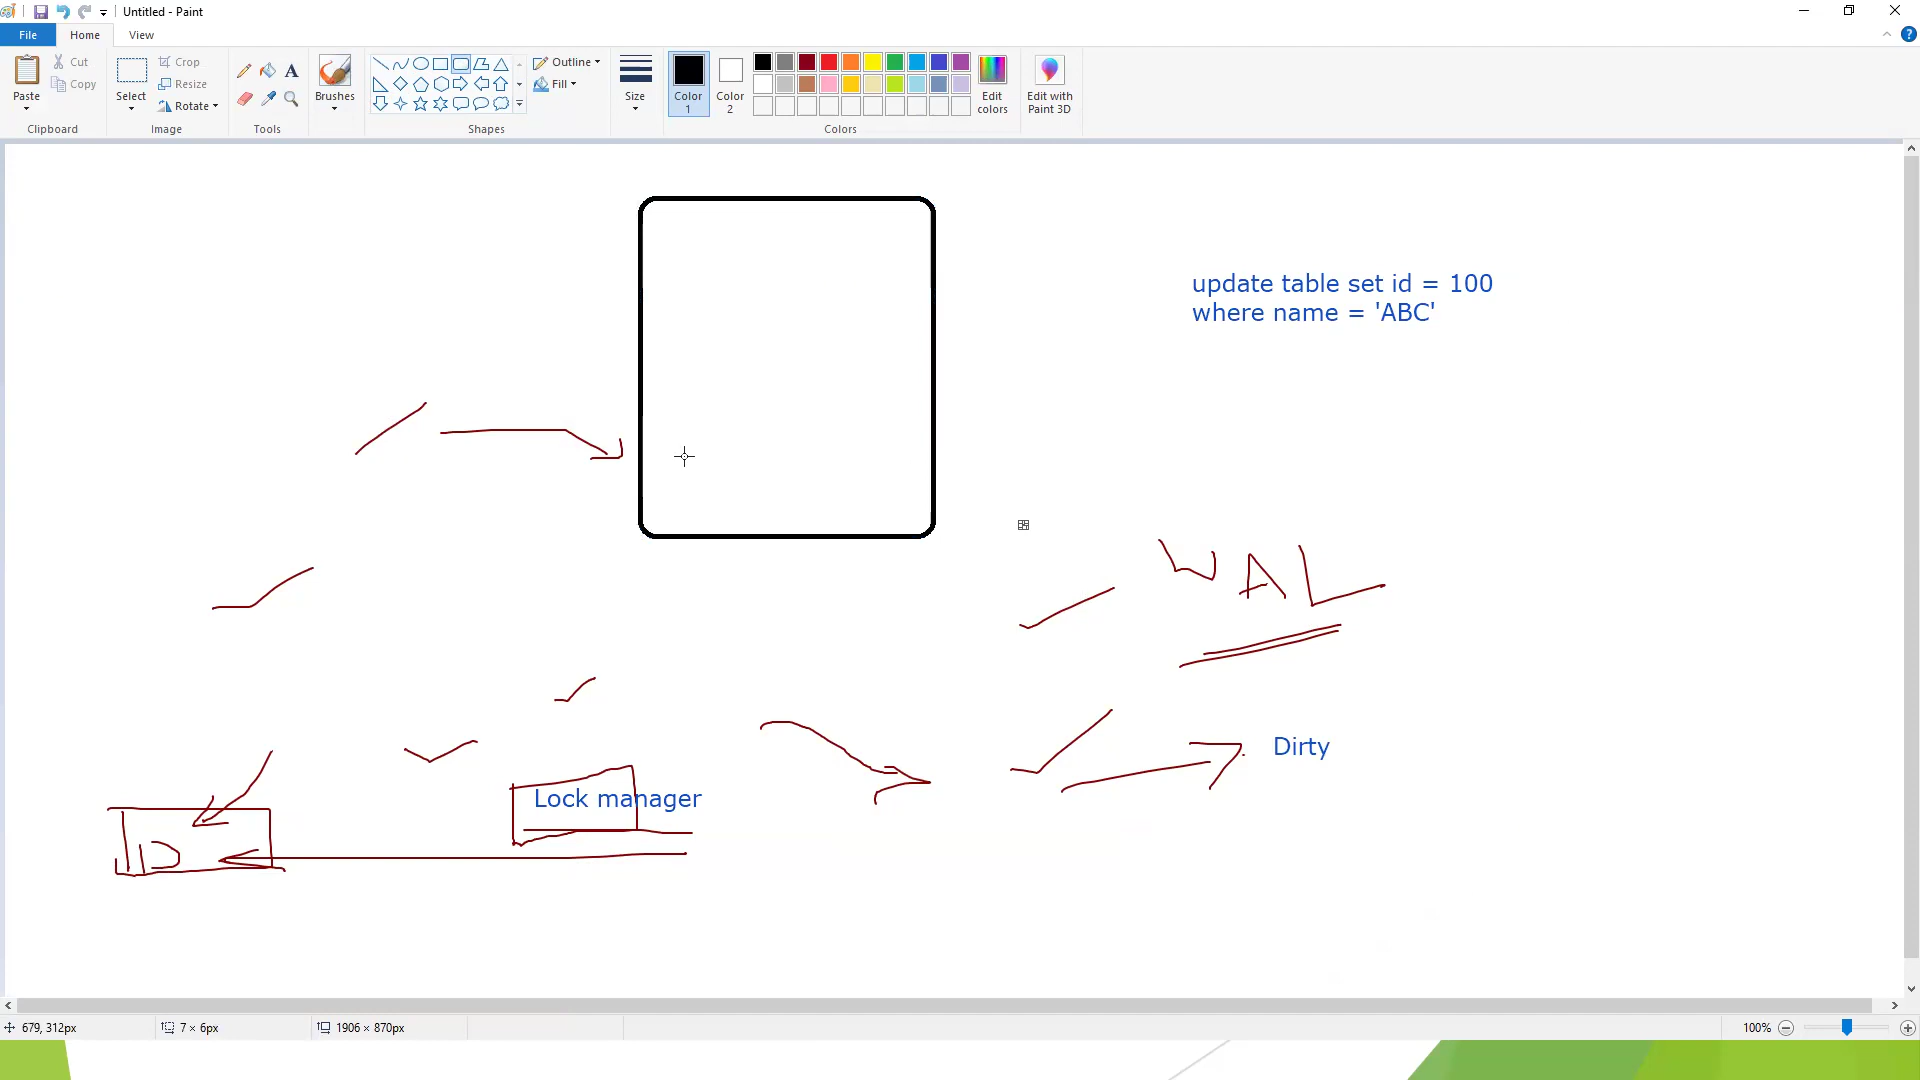 Untitled - Paint
File
Home
View
Paste
Cut
Copy
Clipboard
Select
Crop
Resize
Rotate
Image
Tools
Brushes
Shapes
Outline
Fill
Size
Color
1
Color
2
Colors
Edit
colors
Edit with
Paint 3D
update table set id = 100
where name = 'ABC'
WAL
Dirty
Lock manager
ID
679, 312px
7 × 6px
1906 × 870px
100%